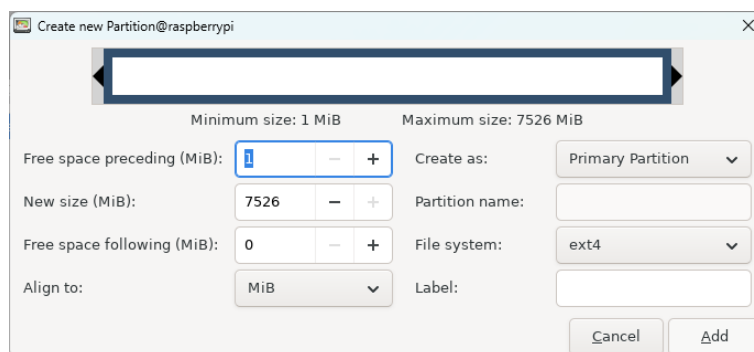 Create new Partition@raspberrypi
Minimum size: 1 MiB Maximum size: 7526 MiB
Free space preceding (MiB): 1 Create as: Primary Partition
New size (MiB): 7526 Partition name:
Free space following (MiB): 0 File system: ext4
Align to: MiB Label:
Cancel Add